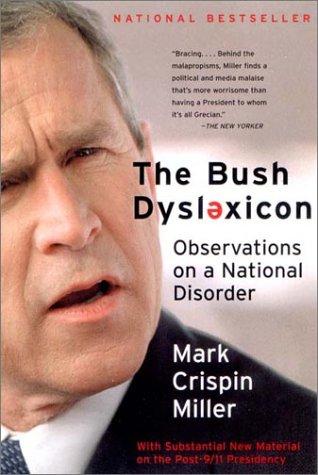 NATIONAL BESTSELLER
"Bracing. . . . Behind the
malapropisms, Miller finds a
political and media malaise
that's more worrisome than
having a President to whom
it's all Grecian."
—THE NEW YORKER
The Bush
Dyslǝxicon
Observations
on a National
Disorder
Mark
Crispin
Miller
With Substantial New Material
on the Post-9/11 Presidency